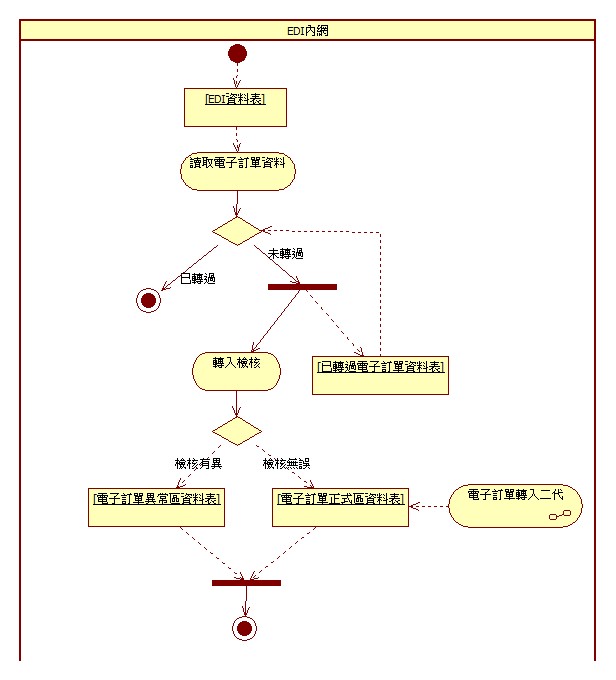 EDI內網
[EDI資料表]
讀取電子訂單資料
未轉過
已轉過
轉入檢核
[已轉過電子訂單資料表]
檢核有異
檢核無誤
[電子訂單異常區資料表]
[電子訂單正式區資料表]
電子訂單轉入二代